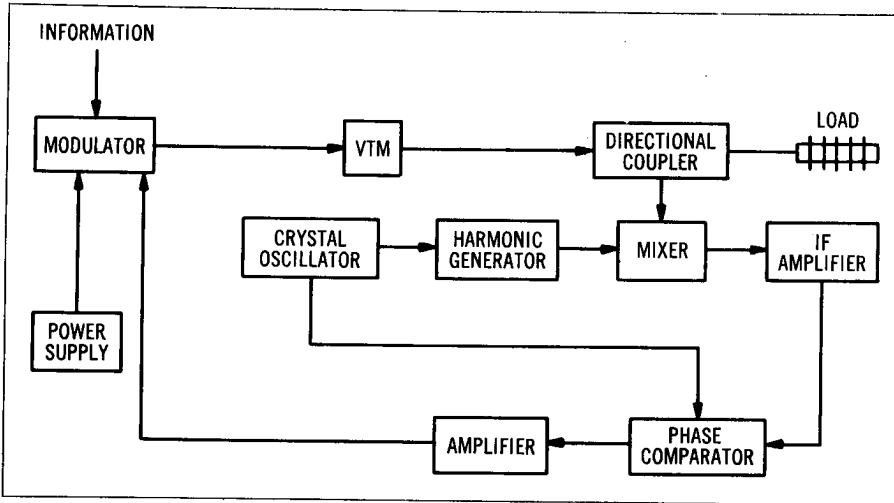 INFORMATION
MODULATOR
VTM
DIRECTIONAL
COUPLER
LOAD
CRYSTAL
OSCILLATOR
HARMONIC
GENERATOR
MIXER
IF
AMPLIFIER
POWER
SUPPLY
AMPLIFIER
PHASE
COMPARATOR